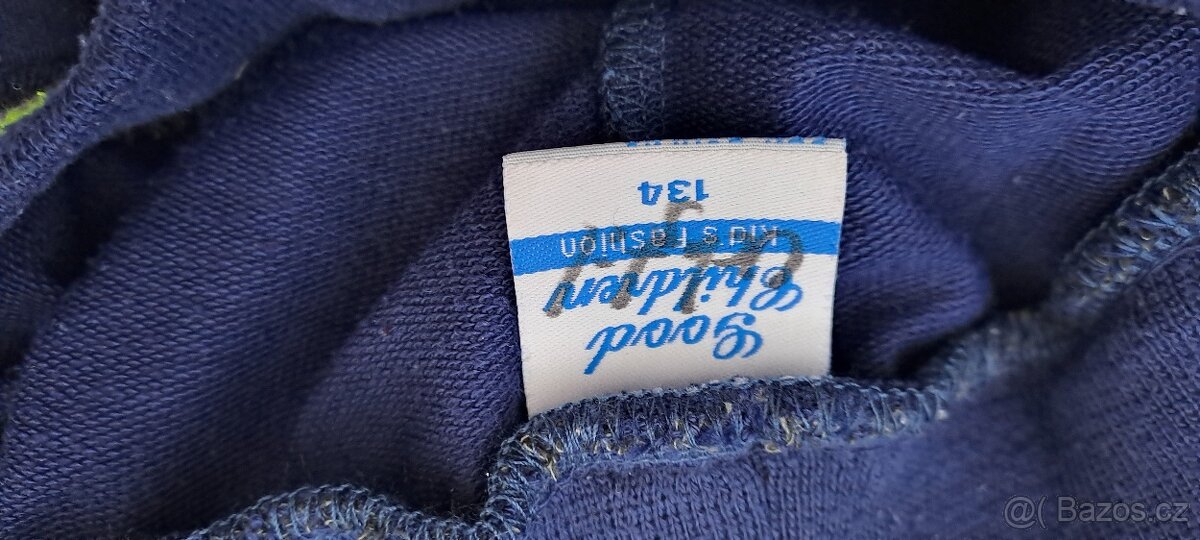 Good
Children
Kid's Fashion
134
@( Bazos.cz